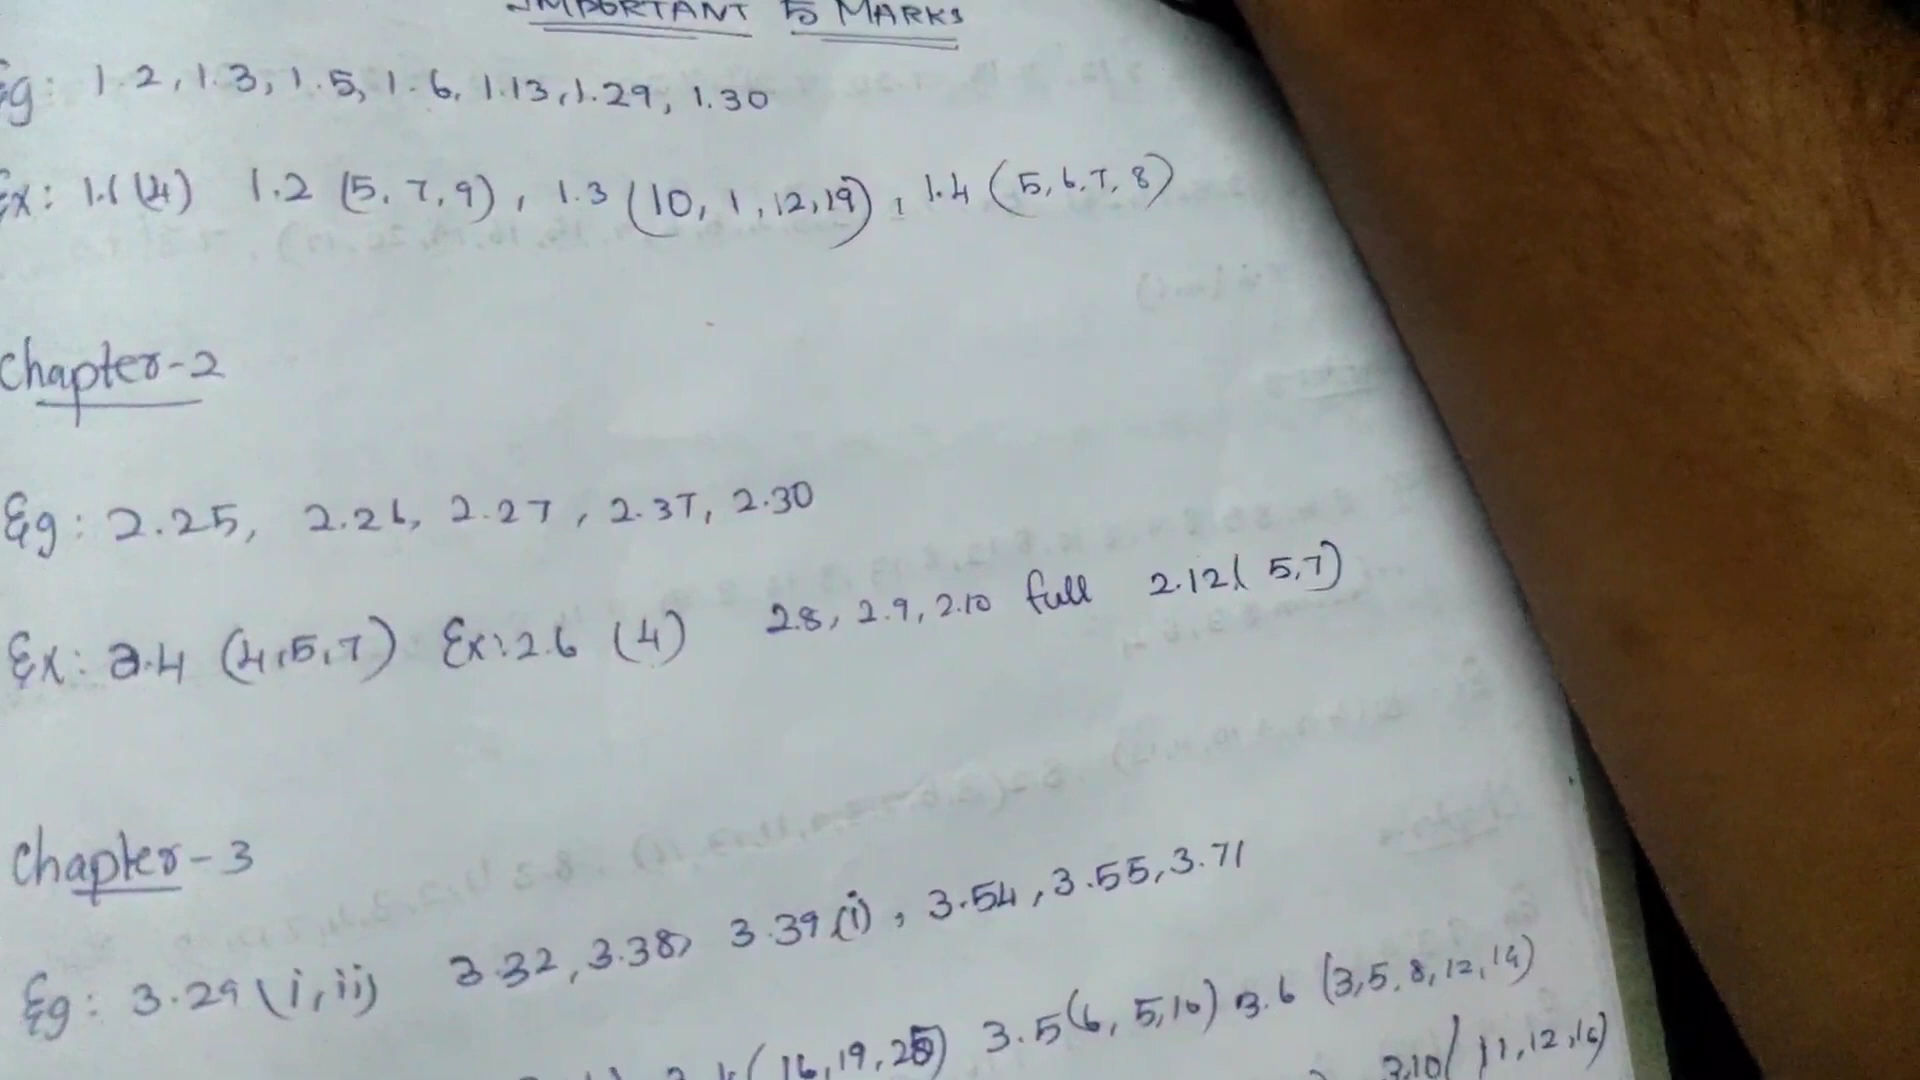 IMPORTANT 5 MARKS
Eg: 1.2, 1.3, 1.5, 1.6, 1.13, 1.29, 1.30
Ex: 1.1 (4) 1.2 (5, 7, 9), 1.3 (10, 1, 12, 19), 1.4 (5, 6, 7, 8)
Chapter-2
Eg: 2.25, 2.26, 2.27, 2.37, 2.30
Ex: 2.4 (4,5,7) Ex: 2.6 (4) 2.8, 2.9, 2.10 full 2.12( 5,7)
Chapter-3
Eg: 3.29 (i, ii) 3.32, 3.38, 3.39 (i), 3.54, 3.55, 3.71
(16, 19, 25) 3.5 (6, 5, 10) 3.6 (3, 5, 8, 12, 14)
3.10 ( 11, 12,